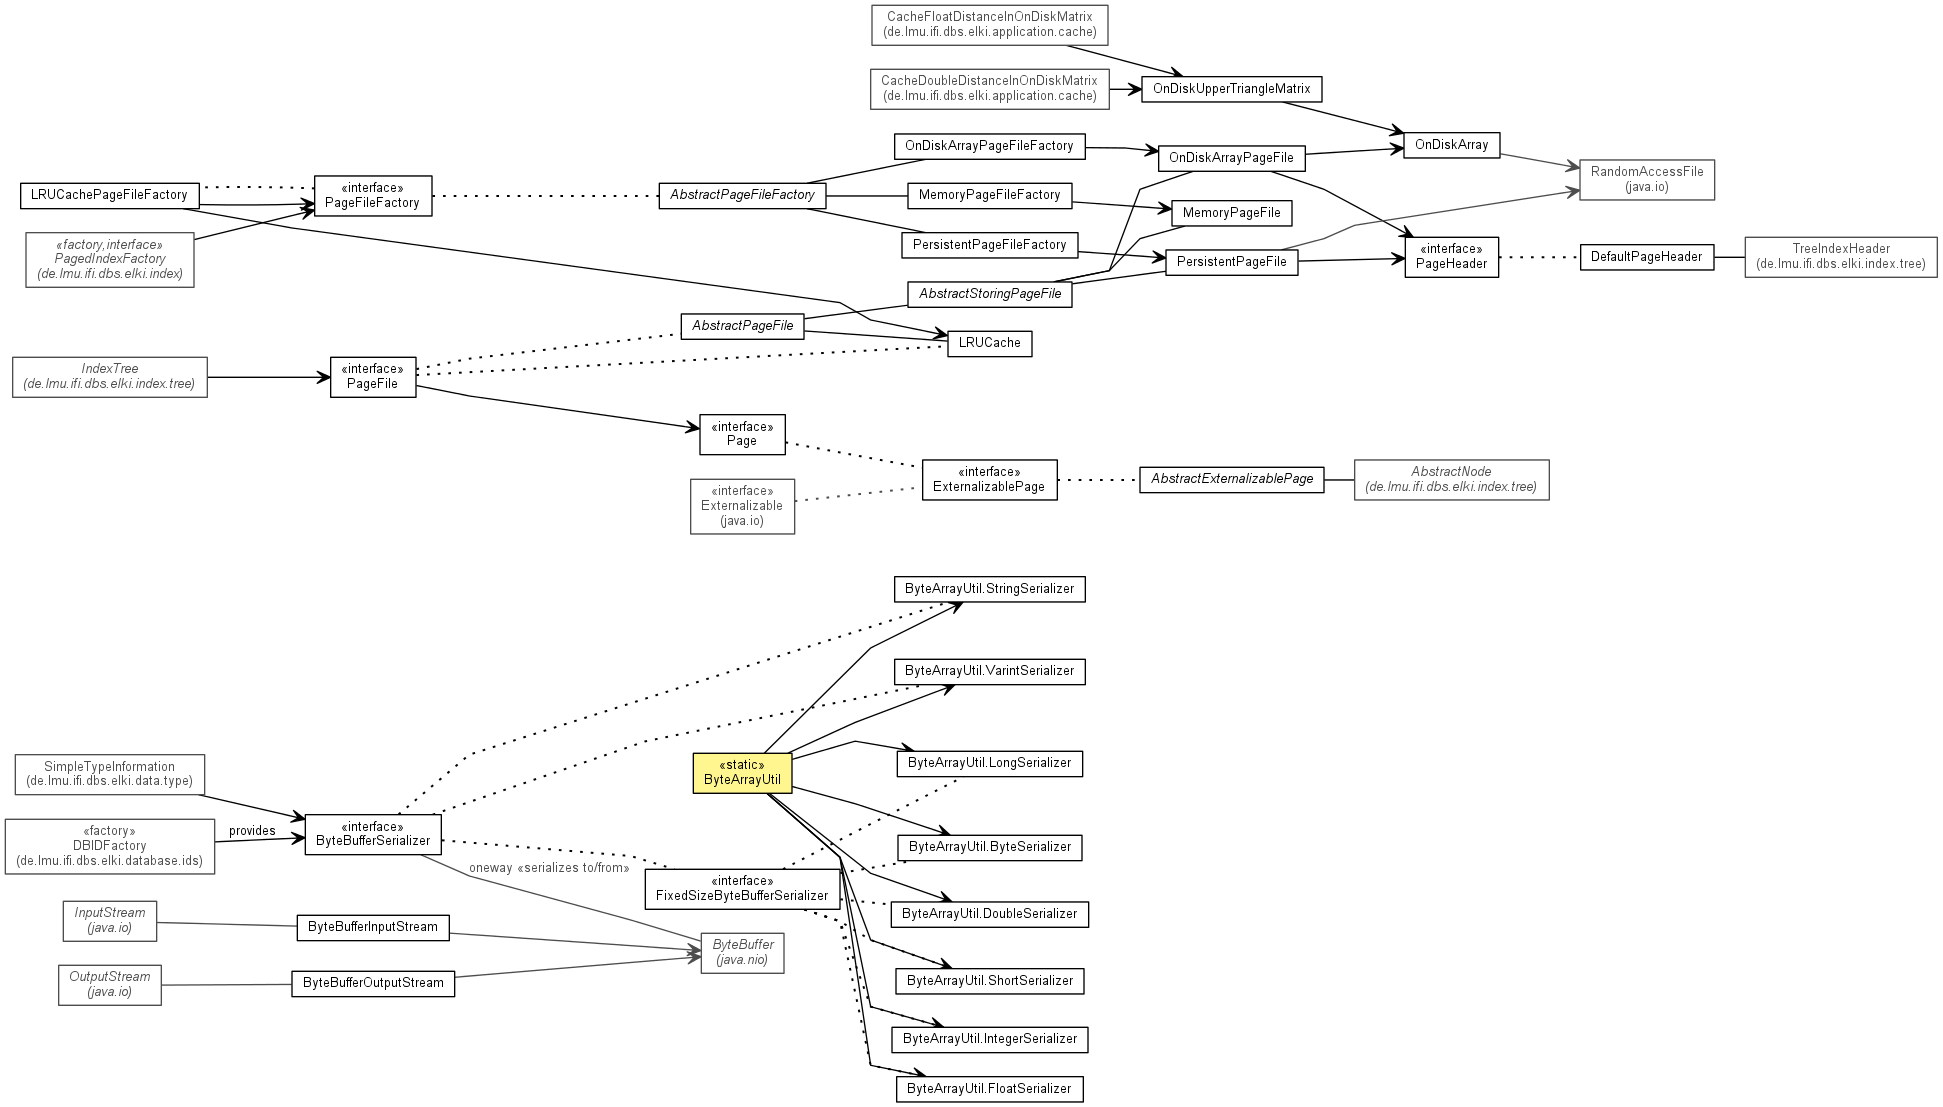 CacheFloatDistanceInOnDiskMatrix
(de.lmu.ifi.dbs.elki.application.cache)
CacheDoubleDistanceInOnDiskMatrix
(de.lmu.ifi.dbs.elki.application.cache)
OnDiskUpperTriangleMatrix
OnDiskArrayPageFileFactory
OnDiskArrayPageFile
OnDiskArray
RandomAccessFile
(java.io)
LRUCachePageFileFactory
«interface»
PageFileFactory
AbstractPageFileFactory
MemoryPageFileFactory
MemoryPageFile
«factory,interface»
PagedIndexFactory
(de.lmu.ifi.dbs.elki.index)
PersistentPageFileFactory
PersistentPageFile
«interface»
PageHeader
DefaultPageHeader
TreeIndexHeader
(de.lmu.ifi.dbs.elki.index.tree)
AbstractStoringPageFile
AbstractPageFile
LRUCache
IndexTree
(de.lmu.ifi.dbs.elki.index.tree)
«interface»
PageFile
«interface»
Page
«interface»
Externalizable
(java.io)
«interface»
ExternalizablePage
AbstractExternalizablePage
AbstractNode
(de.lmu.ifi.dbs.elki.index.tree)
ByteArrayUtil.StringSerializer
ByteArrayUtil.VarintSerializer
«static»
ByteArrayUtil
ByteArrayUtil.LongSerializer
SimpleTypeInformation
(de.lmu.ifi.dbs.elki.data.type)
«factory»
DBIDFactory
(de.lmu.ifi.dbs.elki.database.ids)
provides
«interface»
ByteBufferSerializer
oneway «serializes to/from»
«interface»
FixedSizeByteBufferSerializer
ByteArrayUtil.ByteSerializer
ByteArrayUtil.DoubleSerializer
InputStream
(java.io)
ByteBufferInputStream
ByteBuffer
(java.nio)
OutputStream
(java.io)
ByteBufferOutputStream
ByteArrayUtil.ShortSerializer
ByteArrayUtil.IntegerSerializer
ByteArrayUtil.FloatSerializer